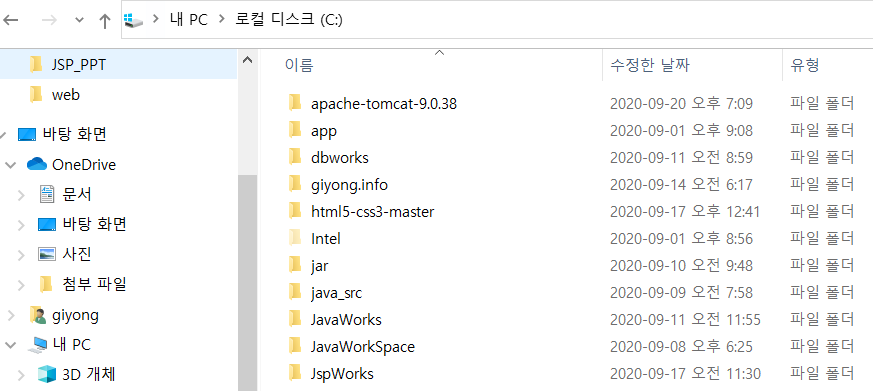 내 PC > 로컬 디스크 (C:)
JSP_PPT
web
바탕 화면
OneDrive
문서
바탕 화면
사진
첨부 파일
giyong
내 PC
3D 개체
이름 수정한 날짜 유형
apache-tomcat-9.0.38 2020-09-20 오후 7:09 파일 폴더
app 2020-09-01 오후 9:08 파일 폴더
dbworks 2020-09-11 오전 8:59 파일 폴더
giyong.info 2020-09-14 오전 6:17 파일 폴더
html5-css3-master 2020-09-17 오후 12:41 파일 폴더
Intel 2020-09-01 오후 8:56 파일 폴더
jar 2020-09-10 오전 9:48 파일 폴더
java_src 2020-09-09 오전 7:58 파일 폴더
JavaWorks 2020-09-11 오전 11:55 파일 폴더
JavaWorkSpace 2020-09-08 오후 6:25 파일 폴더
JspWorks 2020-09-17 오전 11:30 파일 폴더